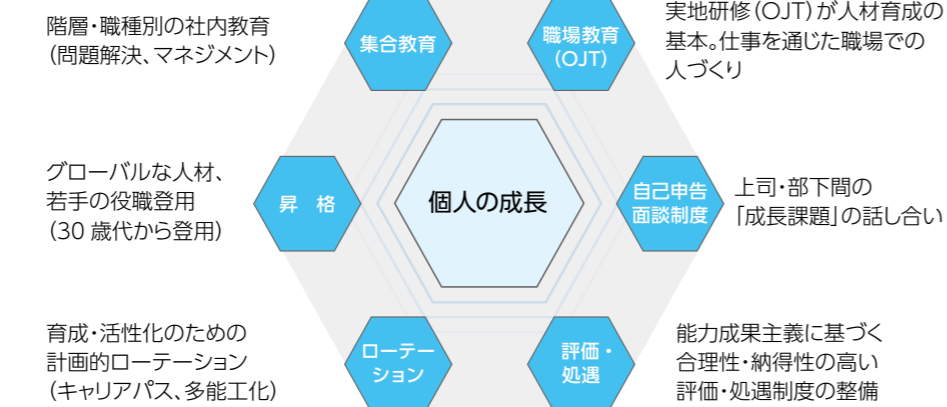 階層・職種別の社内教育
(問題解決、マネジメント)
集合教育
職場教育
(OJT)
実地研修(OJT)が人材育成の
基本。仕事を通じた職場での
人づくり
グローバルな人材、
若手の役職登用
(30 歳代から登用)
昇 格
個人の成長
自己申告
面談制度
上司・部下間の
「成長課題」の話し合い
育成・活性化のための
計画的ローテーション
(キャリアパス、多能工化)
ローテー
ション
評価・
処遇
能力成果主義に基づく
合理性・納得性の高い
評価・処遇制度の整備